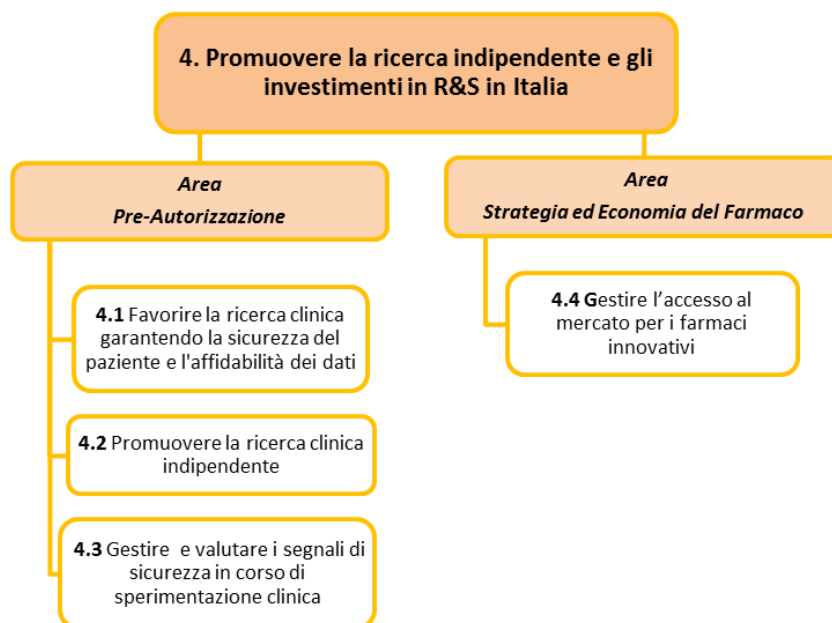 4. Promuovere la ricerca indipendente e gli
investimenti in R&S in Italia
Area
Pre-Autorizzazione
Area
Strategia ed Economia del Farmaco
4.1 Favorire la ricerca clinica
garantendo la sicurezza del
paziente e l'affidabilità dei dati
4.4 Gestire l’accesso al
mercato per i farmaci
innovativi
4.2 Promuovere la ricerca clinica
indipendente
4.3 Gestire e valutare i segnali di
sicurezza in corso di
sperimentazione clinica